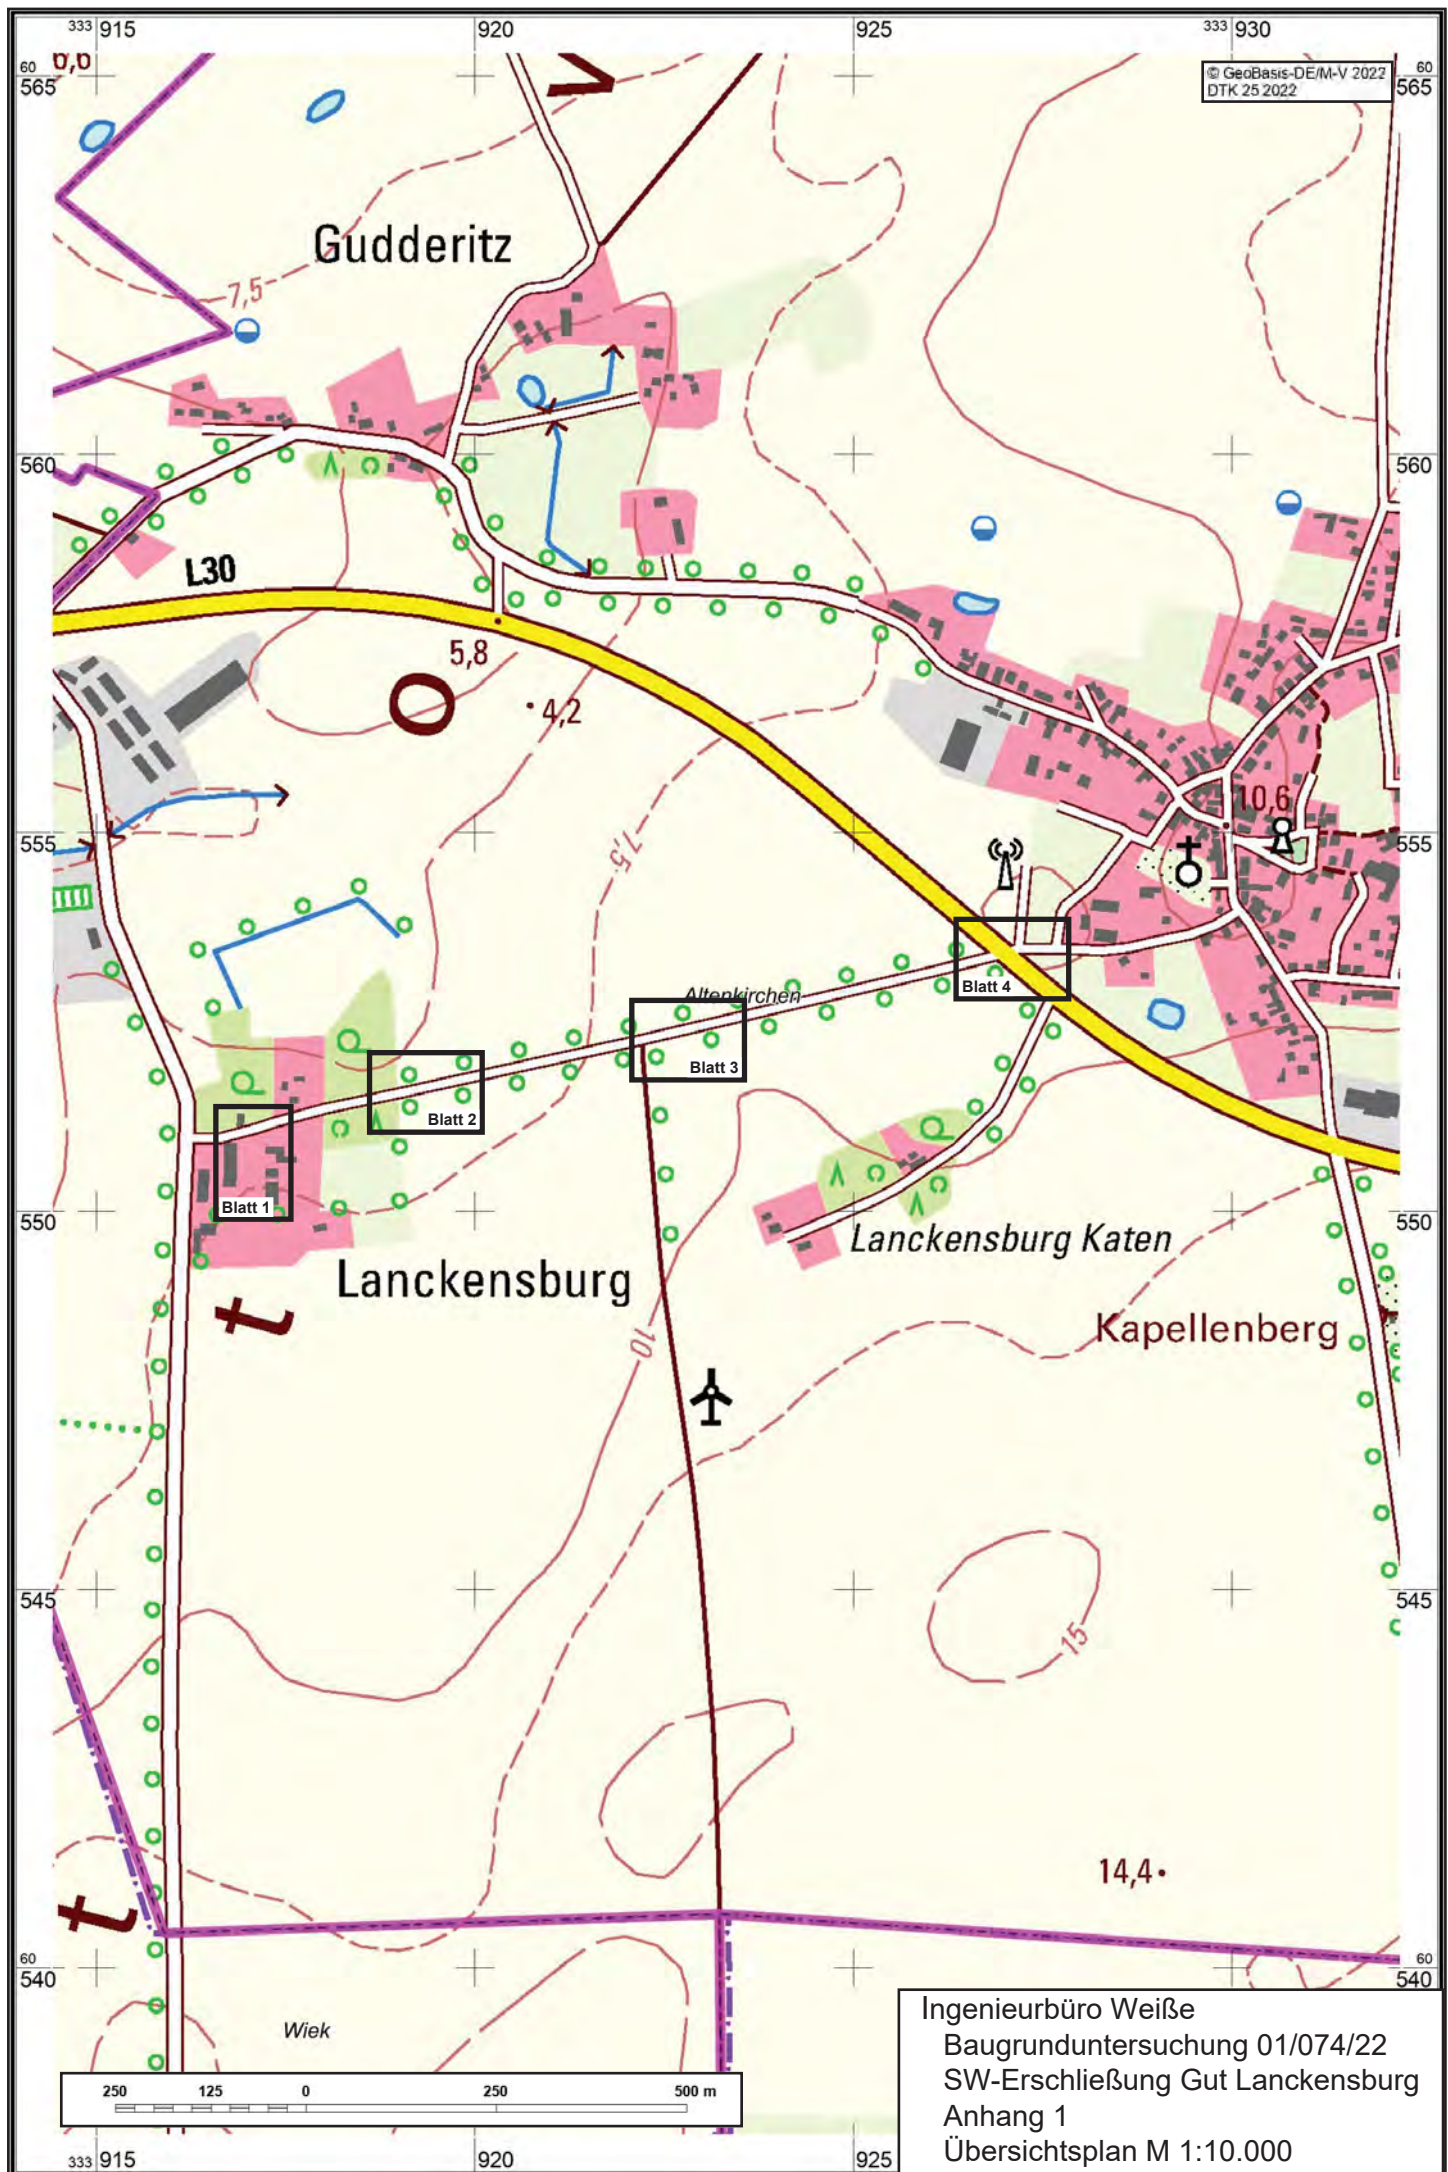 333 915 920 925 333 930
60 565
6,6
60 565
© GeoBasis-DE/M-V 2022
DTK 25 2022
V
Gudderitz
7,5
560
560
L30
5,8
O
4,2
10,6
555
555
7,5
Altenkirchen
Blatt 4
Blatt 3
Blatt 2
Blatt 1
550
550
Lanckensburg Katen
Lanckensburg
t
Kapellenberg
10
545
545
15
14,4
t
60 540
60 540
Wiek
250 125 0 250 500 m
Ingenieurbüro Weiße
Baugrunduntersuchung 01/074/22
SW-Erschließung Gut Lanckensburg
Anhang 1
Übersichtsplan M 1:10.000
333 915 920 925